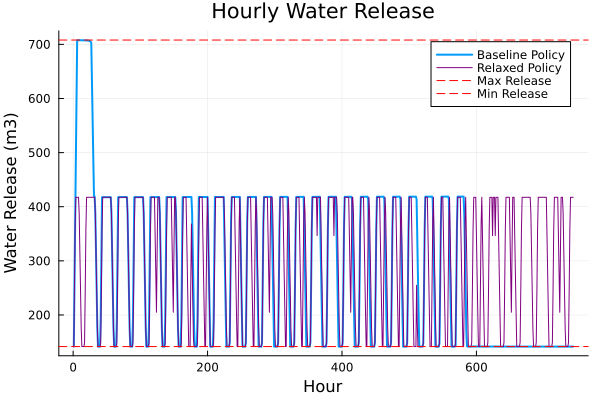 Hourly Water Release
Baseline Policy
Relaxed Policy
Max Release
Min Release
Water Release (m3)
700
600
500
400
300
200
0
200
400
600
Hour